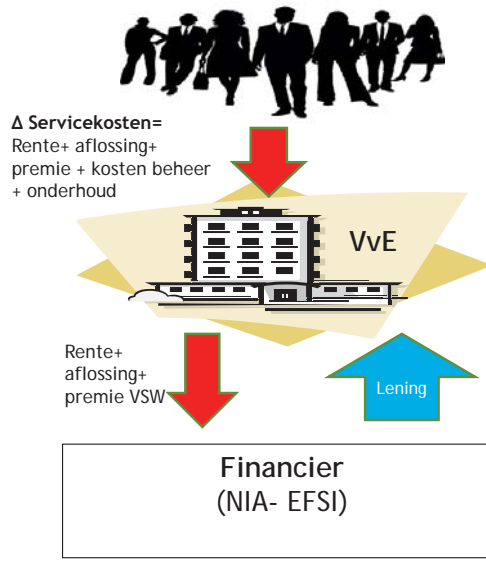 Δ Servicekosten=
Rente+ aflossing+
premie + kosten beheer
+ onderhoud
VvE
Rente+
aflossing+
premie VSW
Lening
Financier
(NIA- EFSI)